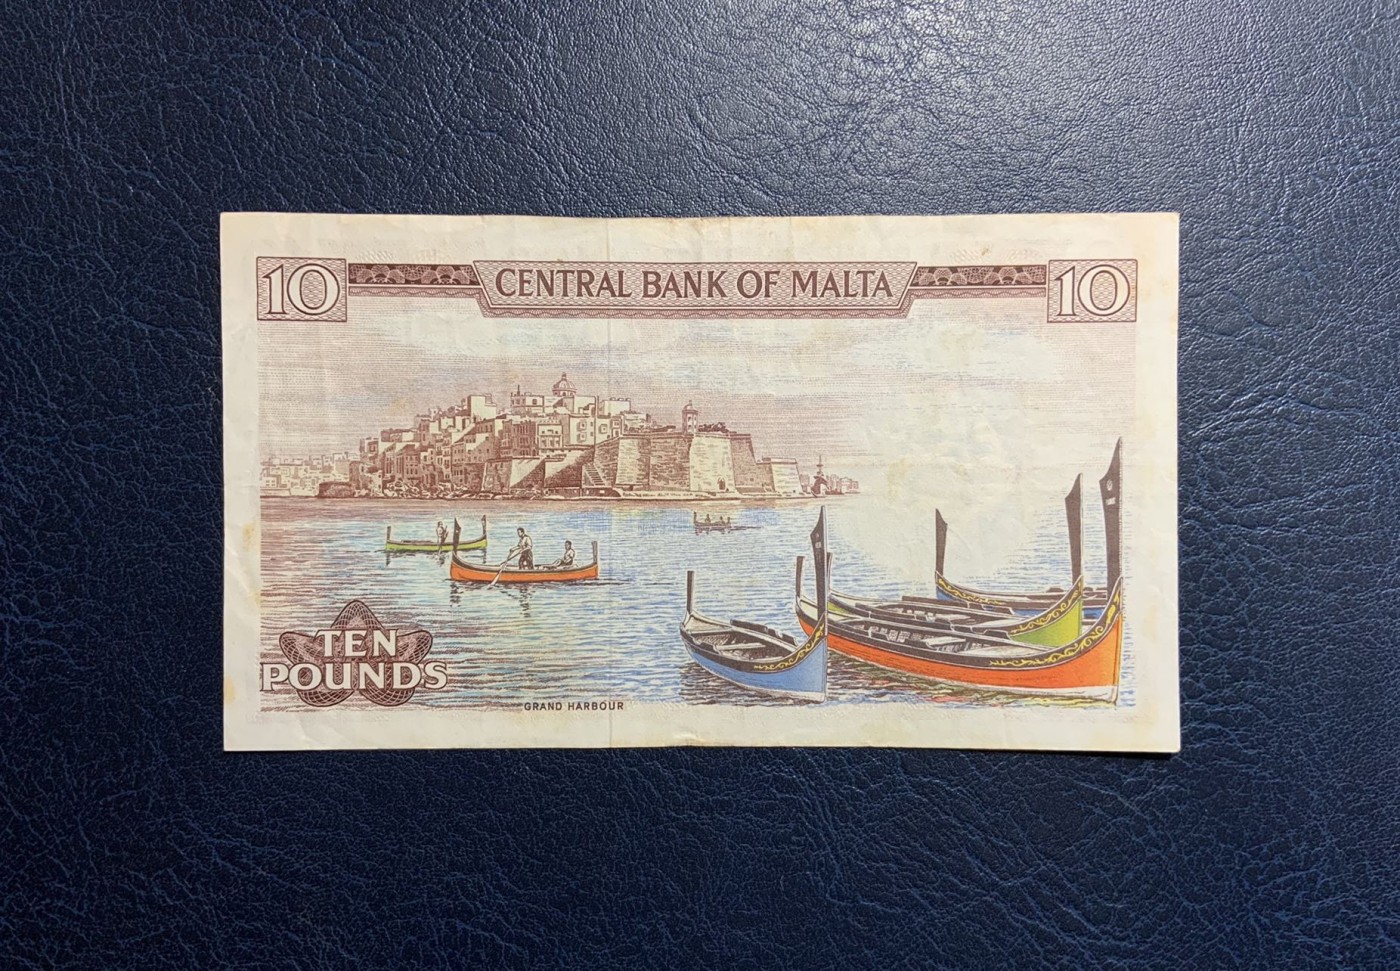 10 CENTRAL BANK OF MALTA 10
TEN
POUNDS
GRAND HARBOUR